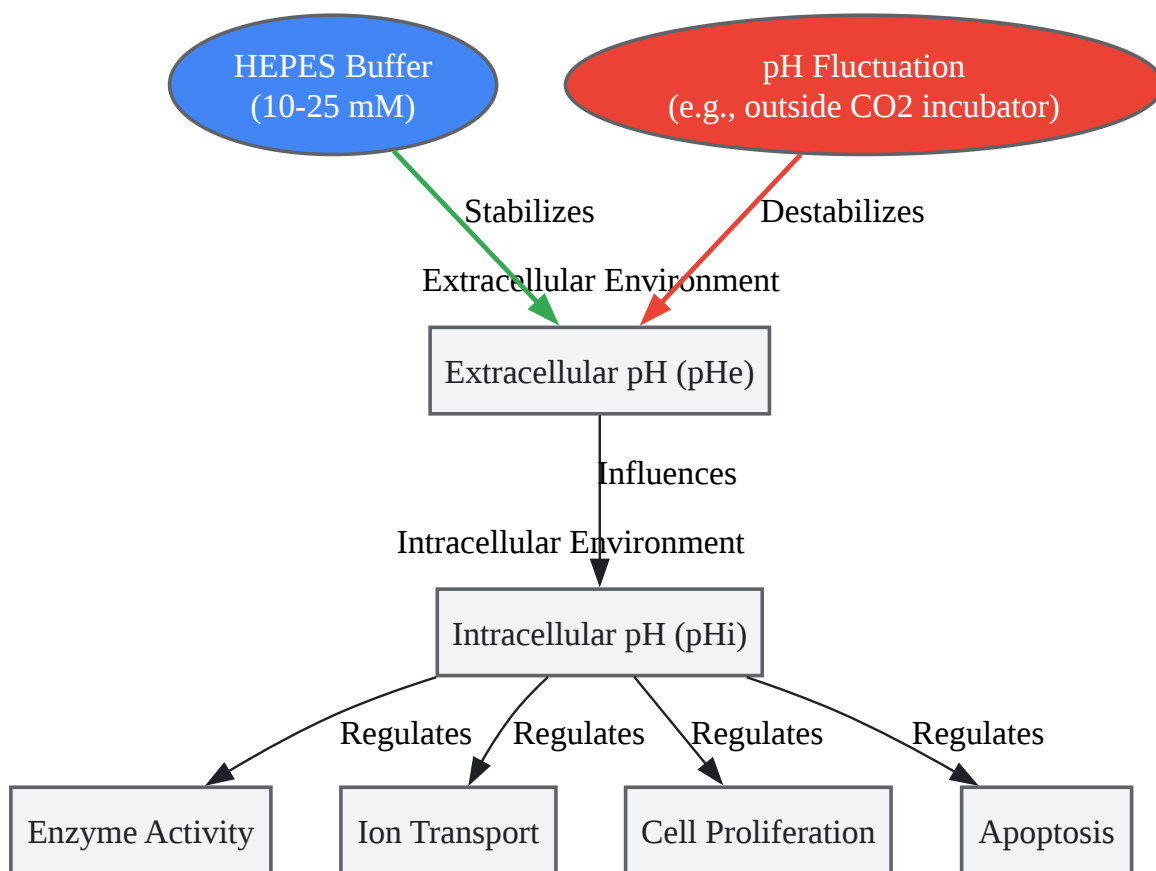 HEPES Buffer
(10-25 mM)
pH Fluctuation
(e.g., outside CO2 incubator)
Stabilizes
Destabilizes
Extracellular Environment
Extracellular pH (pHe)
Influences
Intracellular Environment
Intracellular pH (pHi)
Regulates
Regulates
Regulates
Regulates
Enzyme Activity
Ion Transport
Cell Proliferation
Apoptosis